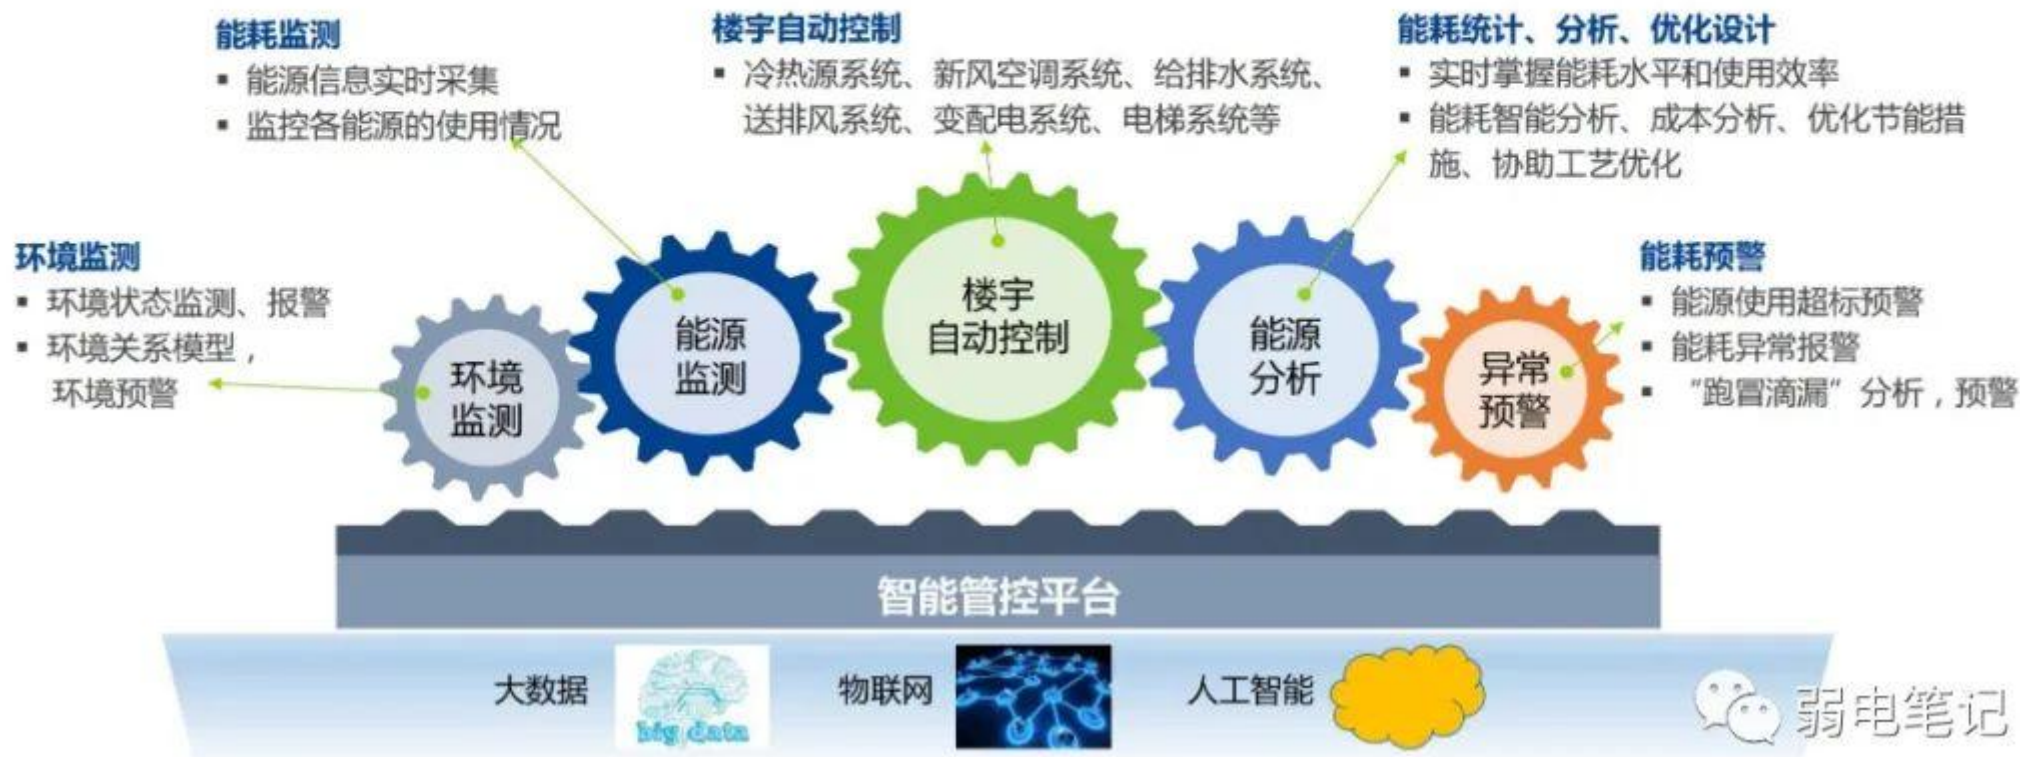 能耗监测
▪ 能源信息实时采集
▪ 监控各能源的使用情况
楼宇自动控制
▪ 冷热源系统、新风空调系统、给排水系统、
送排风系统、变配电系统、电梯系统等
能耗统计、分析、优化设计
▪ 实时掌握能耗水平和使用效率
▪ 能耗智能分析、成本分析、优化节能措
施、协助工艺优化
环境监测
▪ 环境状态监测、报警
▪ 环境关系模型，
环境预警
能耗预警
▪ 能源使用超标预警
▪ 能耗异常报警
▪ “跑冒滴漏”分析，预警
环境
监测
能源
监测
楼宇
自动控制
能源
分析
异常
预警
智能管控平台
大数据
big data
物联网
人工智能
弱电笔记